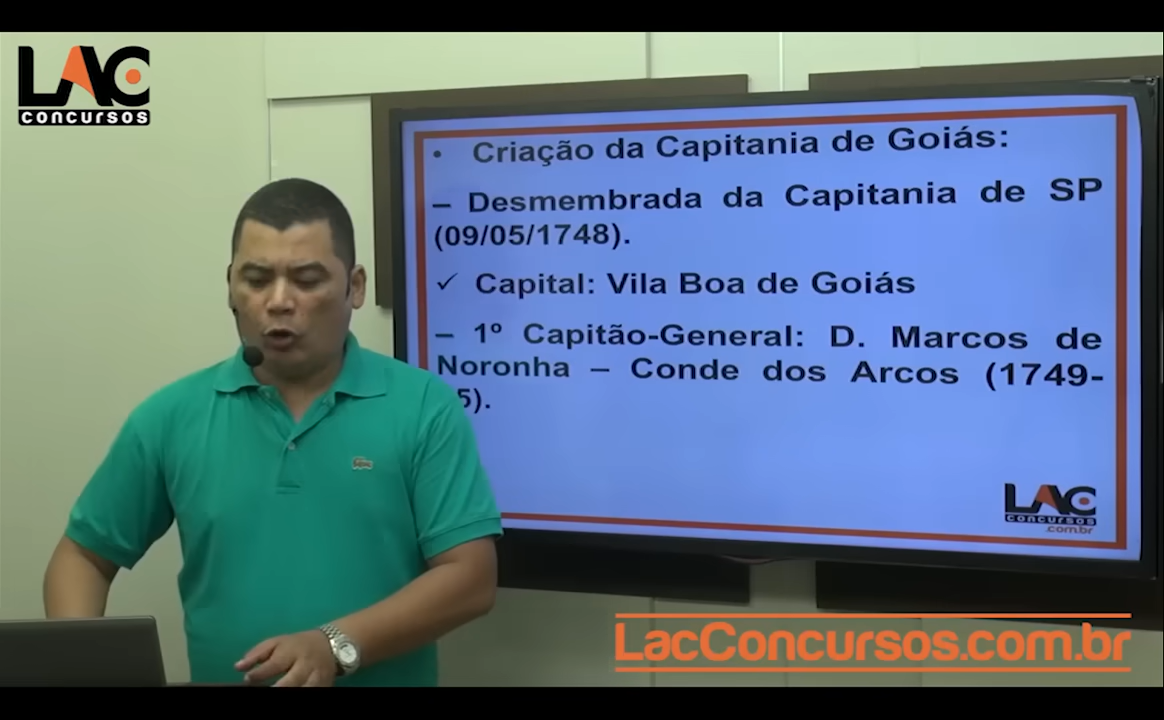 LAC
concursos
• Criação da Capitania de Goiás:
– Desmembrada da Capitania de SP
(09/05/1748).
✓ Capital: Vila Boa de Goiás
– 1º Capitão-General: D. Marcos de
Noronha – Conde dos Arcos (1749-
5).
LAC
concursos
.com.br
LacConcursos.com.br